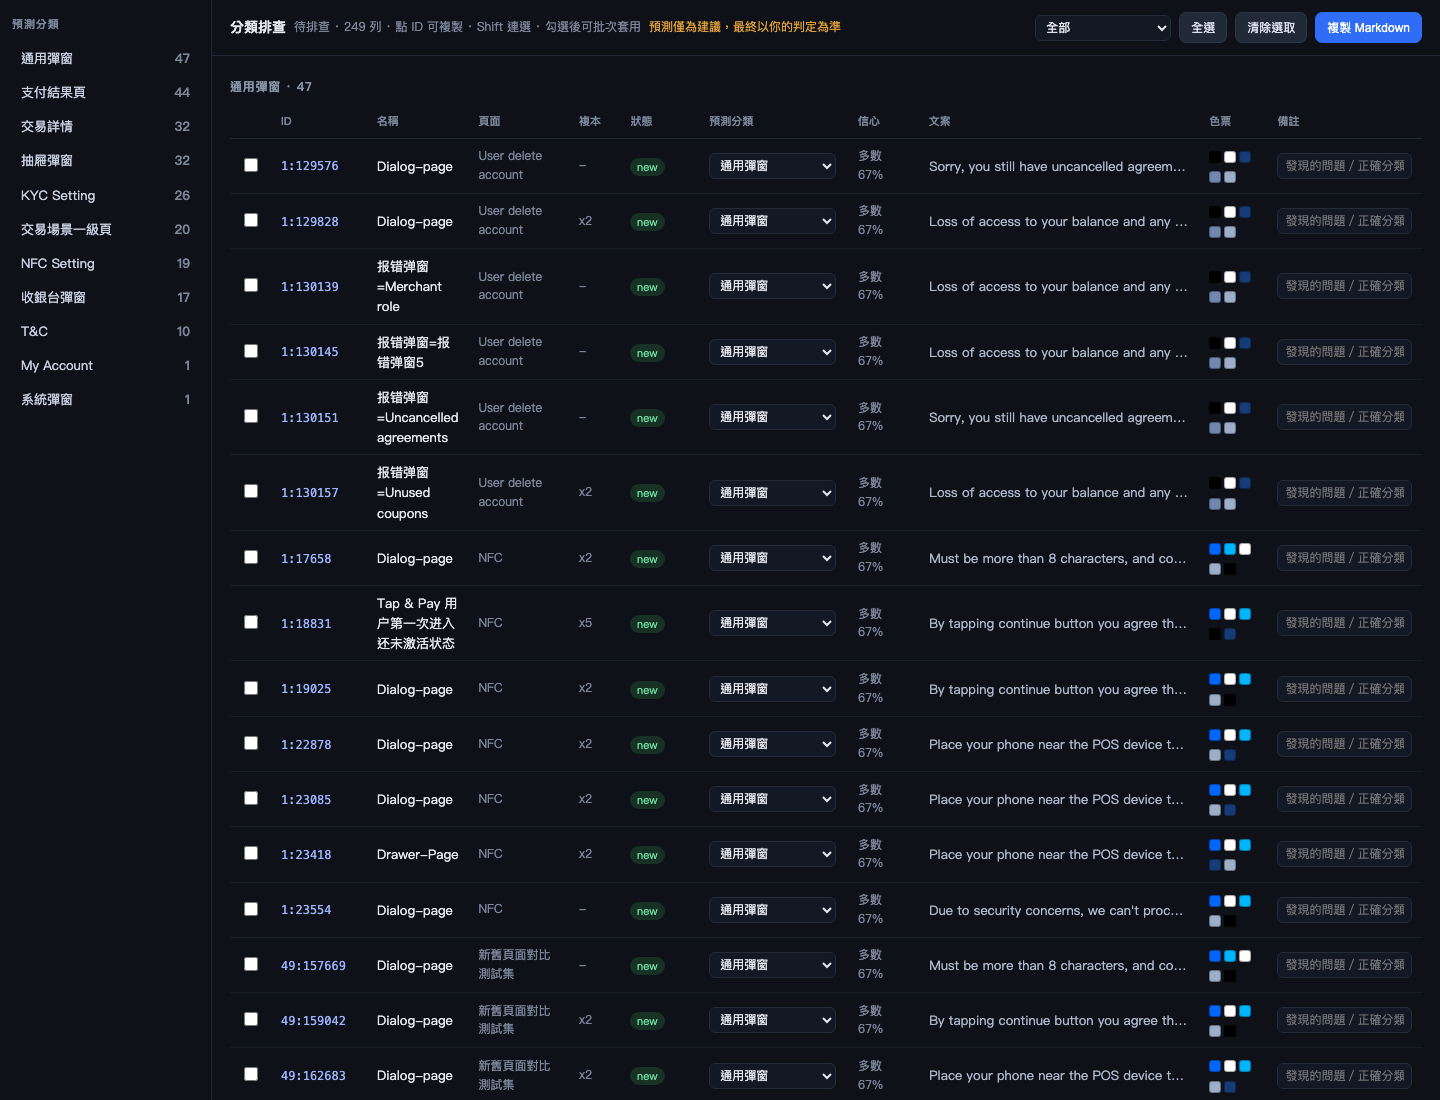 預測分類
通用彈窗 47
支付結果頁 44
交易詳情 32
抽屜彈窗 32
KYC Setting 26
交易場景一級頁 20
NFC Setting 19
收銀台彈窗 17
T&C 10
My Account 1
系統彈窗 1
分類排查 待排查 · 249 列 · 點 ID 可複製 · Shift 連選 · 勾選後可批次套用 預測僅為建議，最終以你的判定為準
全部 全選 清除選取 複製 Markdown
通用彈窗 · 47
ID 名稱 頁面 複本 狀態 預測分類 信心 文案 色票 備註
1:129576 Dialog-page User delete account – new 通用彈窗 多數 67% Sorry, you still have uncancelled agreem... 發現的問題 / 正確分類
1:129828 Dialog-page User delete account x2 new 通用彈窗 多數 67% Loss of access to your balance and any ... 發現的問題 / 正確分類
1:130139 报错弹窗=Merchant role User delete account – new 通用彈窗 多數 67% Loss of access to your balance and any ... 發現的問題 / 正確分類
1:130145 报错弹窗=报错弹窗5 User delete account – new 通用彈窗 多數 67% Loss of access to your balance and any ... 發現的問題 / 正確分類
1:130151 报错弹窗=Uncancelled agreements User delete account – new 通用彈窗 多數 67% Sorry, you still have uncancelled agreem... 發現的問題 / 正確分類
1:130157 报错弹窗=Unused coupons User delete account x2 new 通用彈窗 多數 67% Loss of access to your balance and any ... 發現的問題 / 正確分類
1:17658 Dialog-page NFC x2 new 通用彈窗 多數 67% Must be more than 8 characters, and co... 發現的問題 / 正確分類
1:18831 Tap & Pay 用户第一次进入还未激活状态 NFC x5 new 通用彈窗 多數 67% By tapping continue button you agree th... 發現的問題 / 正確分類
1:19025 Dialog-page NFC x2 new 通用彈窗 多數 67% By tapping continue button you agree th... 發現的問題 / 正確分類
1:22878 Dialog-page NFC x2 new 通用彈窗 多數 67% Place your phone near the POS device t... 發現的問題 / 正確分類
1:23085 Dialog-page NFC x2 new 通用彈窗 多數 67% Place your phone near the POS device t... 發現的問題 / 正確分類
1:23418 Drawer-Page NFC x2 new 通用彈窗 多數 67% Place your phone near the POS device t... 發現的問題 / 正確分類
1:23554 Dialog-page NFC – new 通用彈窗 多數 67% Due to security concerns, we can't proc... 發現的問題 / 正確分類
49:157669 Dialog-page 新舊頁面對比測試集 – new 通用彈窗 多數 67% Must be more than 8 characters, and co... 發現的問題 / 正確分類
49:159042 Dialog-page 新舊頁面對比測試集 x2 new 通用彈窗 多數 67% By tapping continue button you agree th... 發現的問題 / 正確分類
49:162683 Dialog-page 新舊頁面對比測試集 x2 new 通用彈窗 多數 67% Place your phone near the POS device t... 發現的問題 / 正確分類